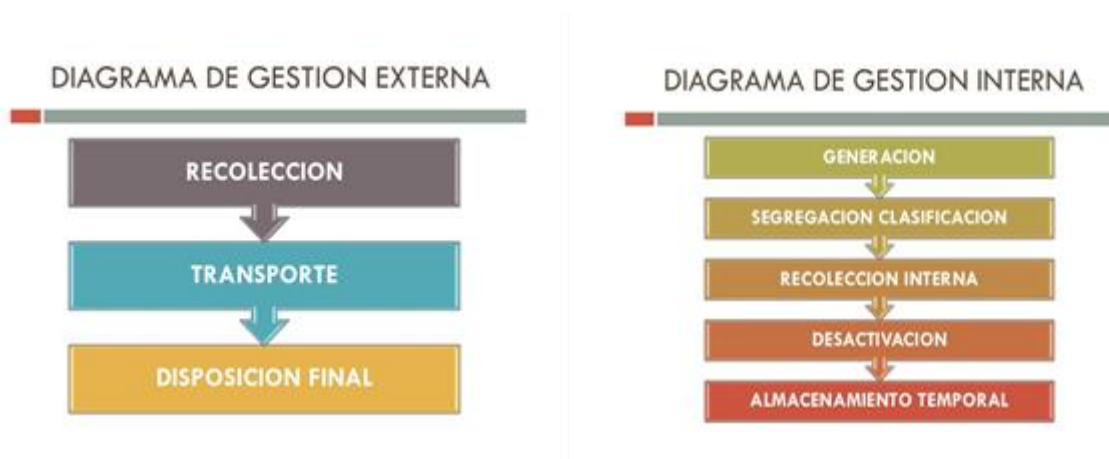 DIAGRAMA DE GESTION EXTERNA
RECOLECCION
TRANSPORTE
DISPOSICION FINAL
DIAGRAMA DE GESTION INTERNA
GENERACION
SEGREGACION CLASIFICACION
RECOLECCION INTERNA
DESACTIVACION
ALMACENAMIENTO TEMPORAL